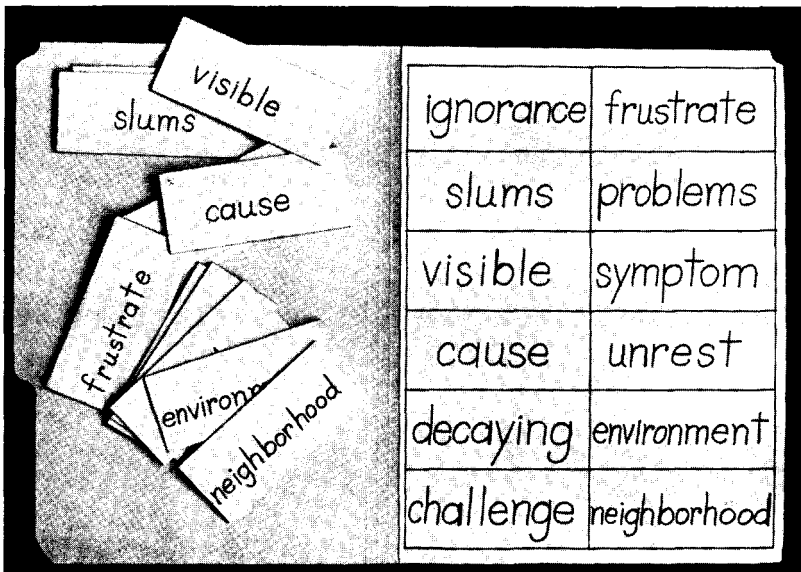 visible
slums
cause
frustrate
neighborhood
ignorance frustrate
slums problems
visible symptom
cause unrest
decaying environment
challenge neighborhood